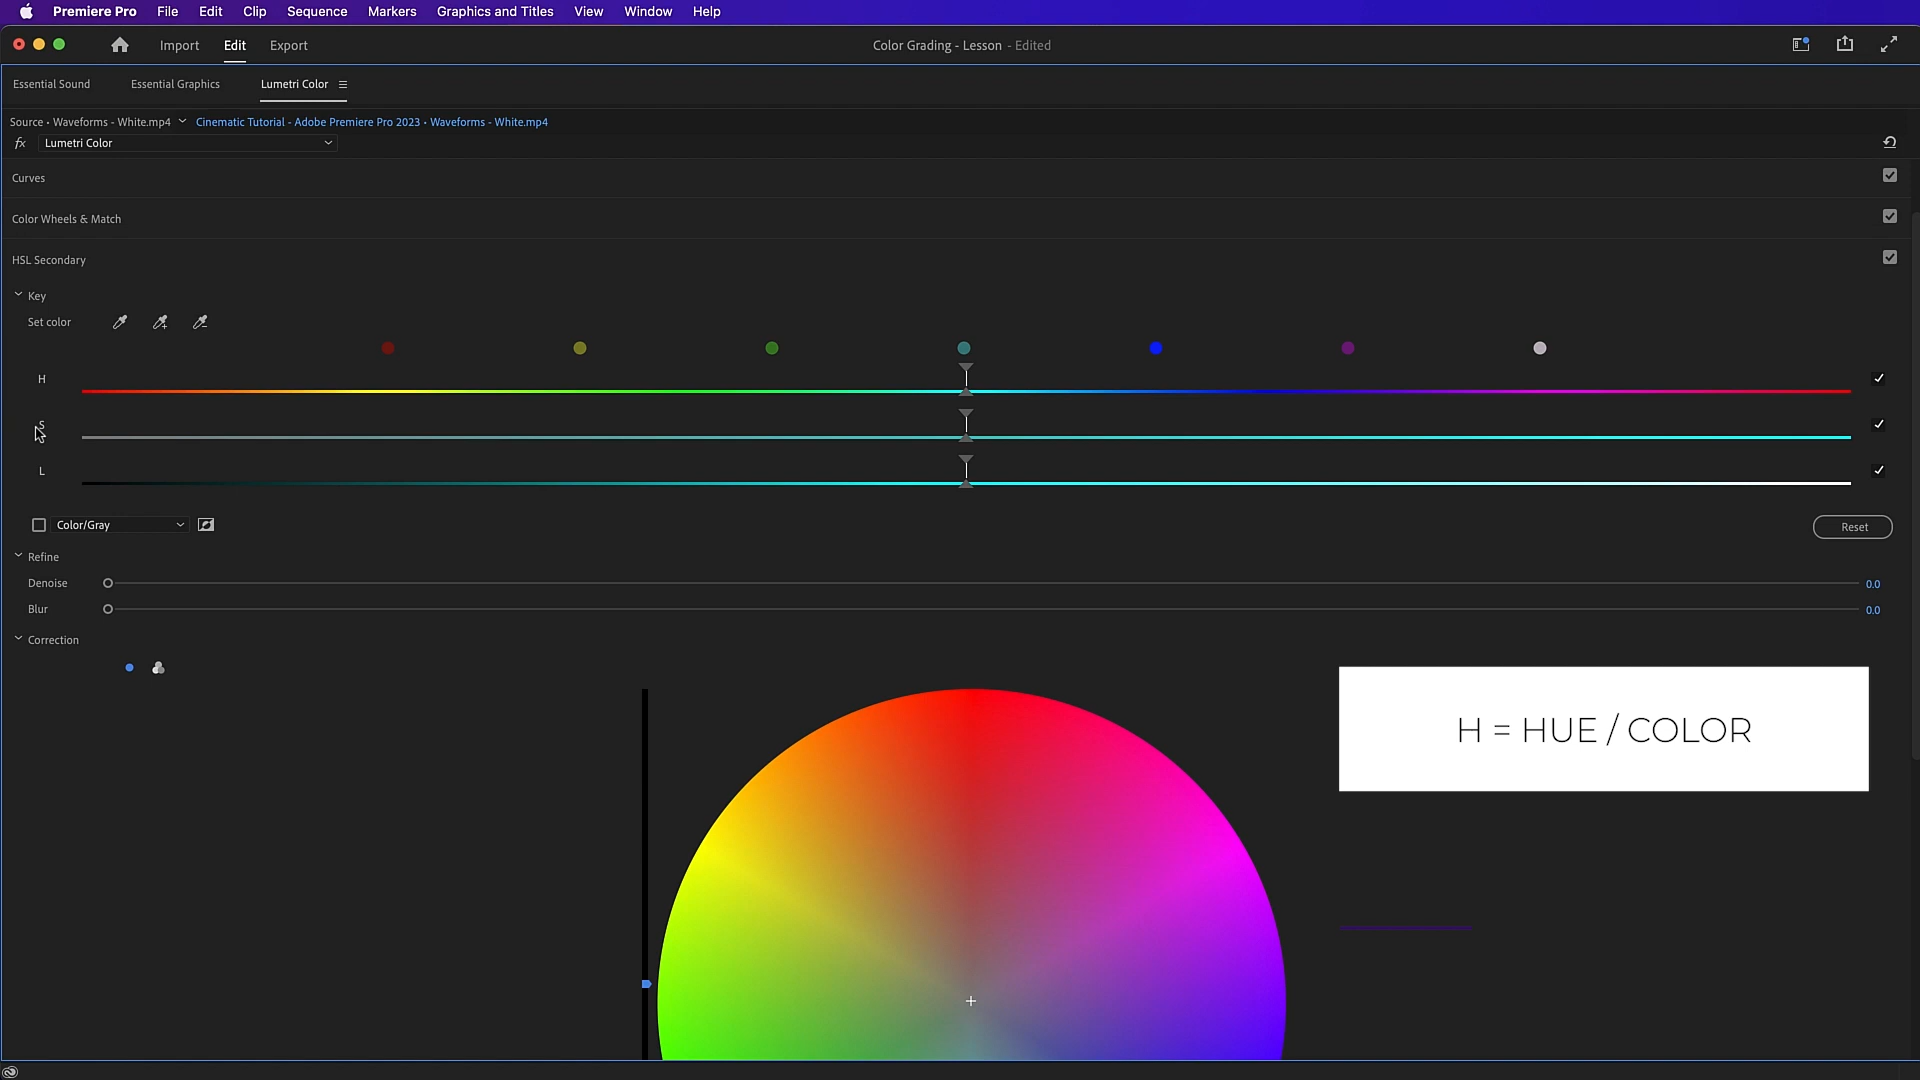 Premiere Pro File Edit Clip Sequence Markers Graphics and Titles View Window Help
Import Edit Export Color Grading - Lesson - Edited
Essential Sound Essential Graphics Lumetri Color
Source • Waveforms - White.mp4 Cinematic Tutorial - Adobe Premiere Pro 2023 • Waveforms - White.mp4
fx Lumetri Color
Curves
Color Wheels & Match
HSL Secondary
Key
Set color
H
S
L
Color/Gray Reset
Refine
Denoise 0.0
Blur 0.0
Correction
H = HUE / COLOR